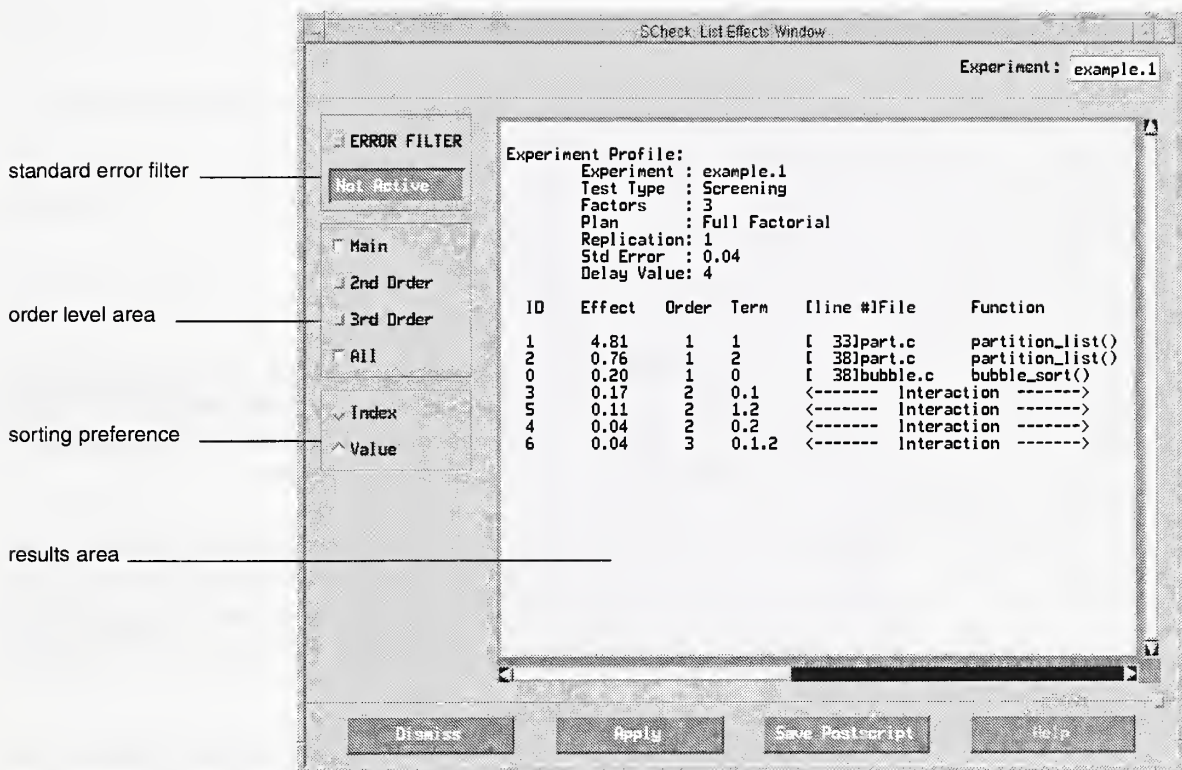 SCheck: List Effects Window
Experiment: example.1
ERROR FILTER
Not Active
Main
2nd Order
3rd Order
All
Index
Value
standard error filter
order level area
sorting preference
results area
Experiment Profile:
Experiment : example.1
Test Type : Screening
Factors : 3
Plan : Full Factorial
Replication: 1
Std Error : 0.04
Delay Value: 4
ID Effect Order Term [line #]File Function
1 4.81 1 1 [ 33]part.c partition_list()
2 0.76 1 2 [ 38]part.c partition_list()
0 0.20 1 0 [ 38]bubble.c bubble_sort()
3 0.17 2 0.1 <------- Interaction ------->
5 0.11 2 1.2 <------- Interaction ------->
4 0.04 2 0.2 <------- Interaction ------->
6 0.04 3 0.1.2 <------- Interaction ------->
Dismiss Apply Save Postscript Help